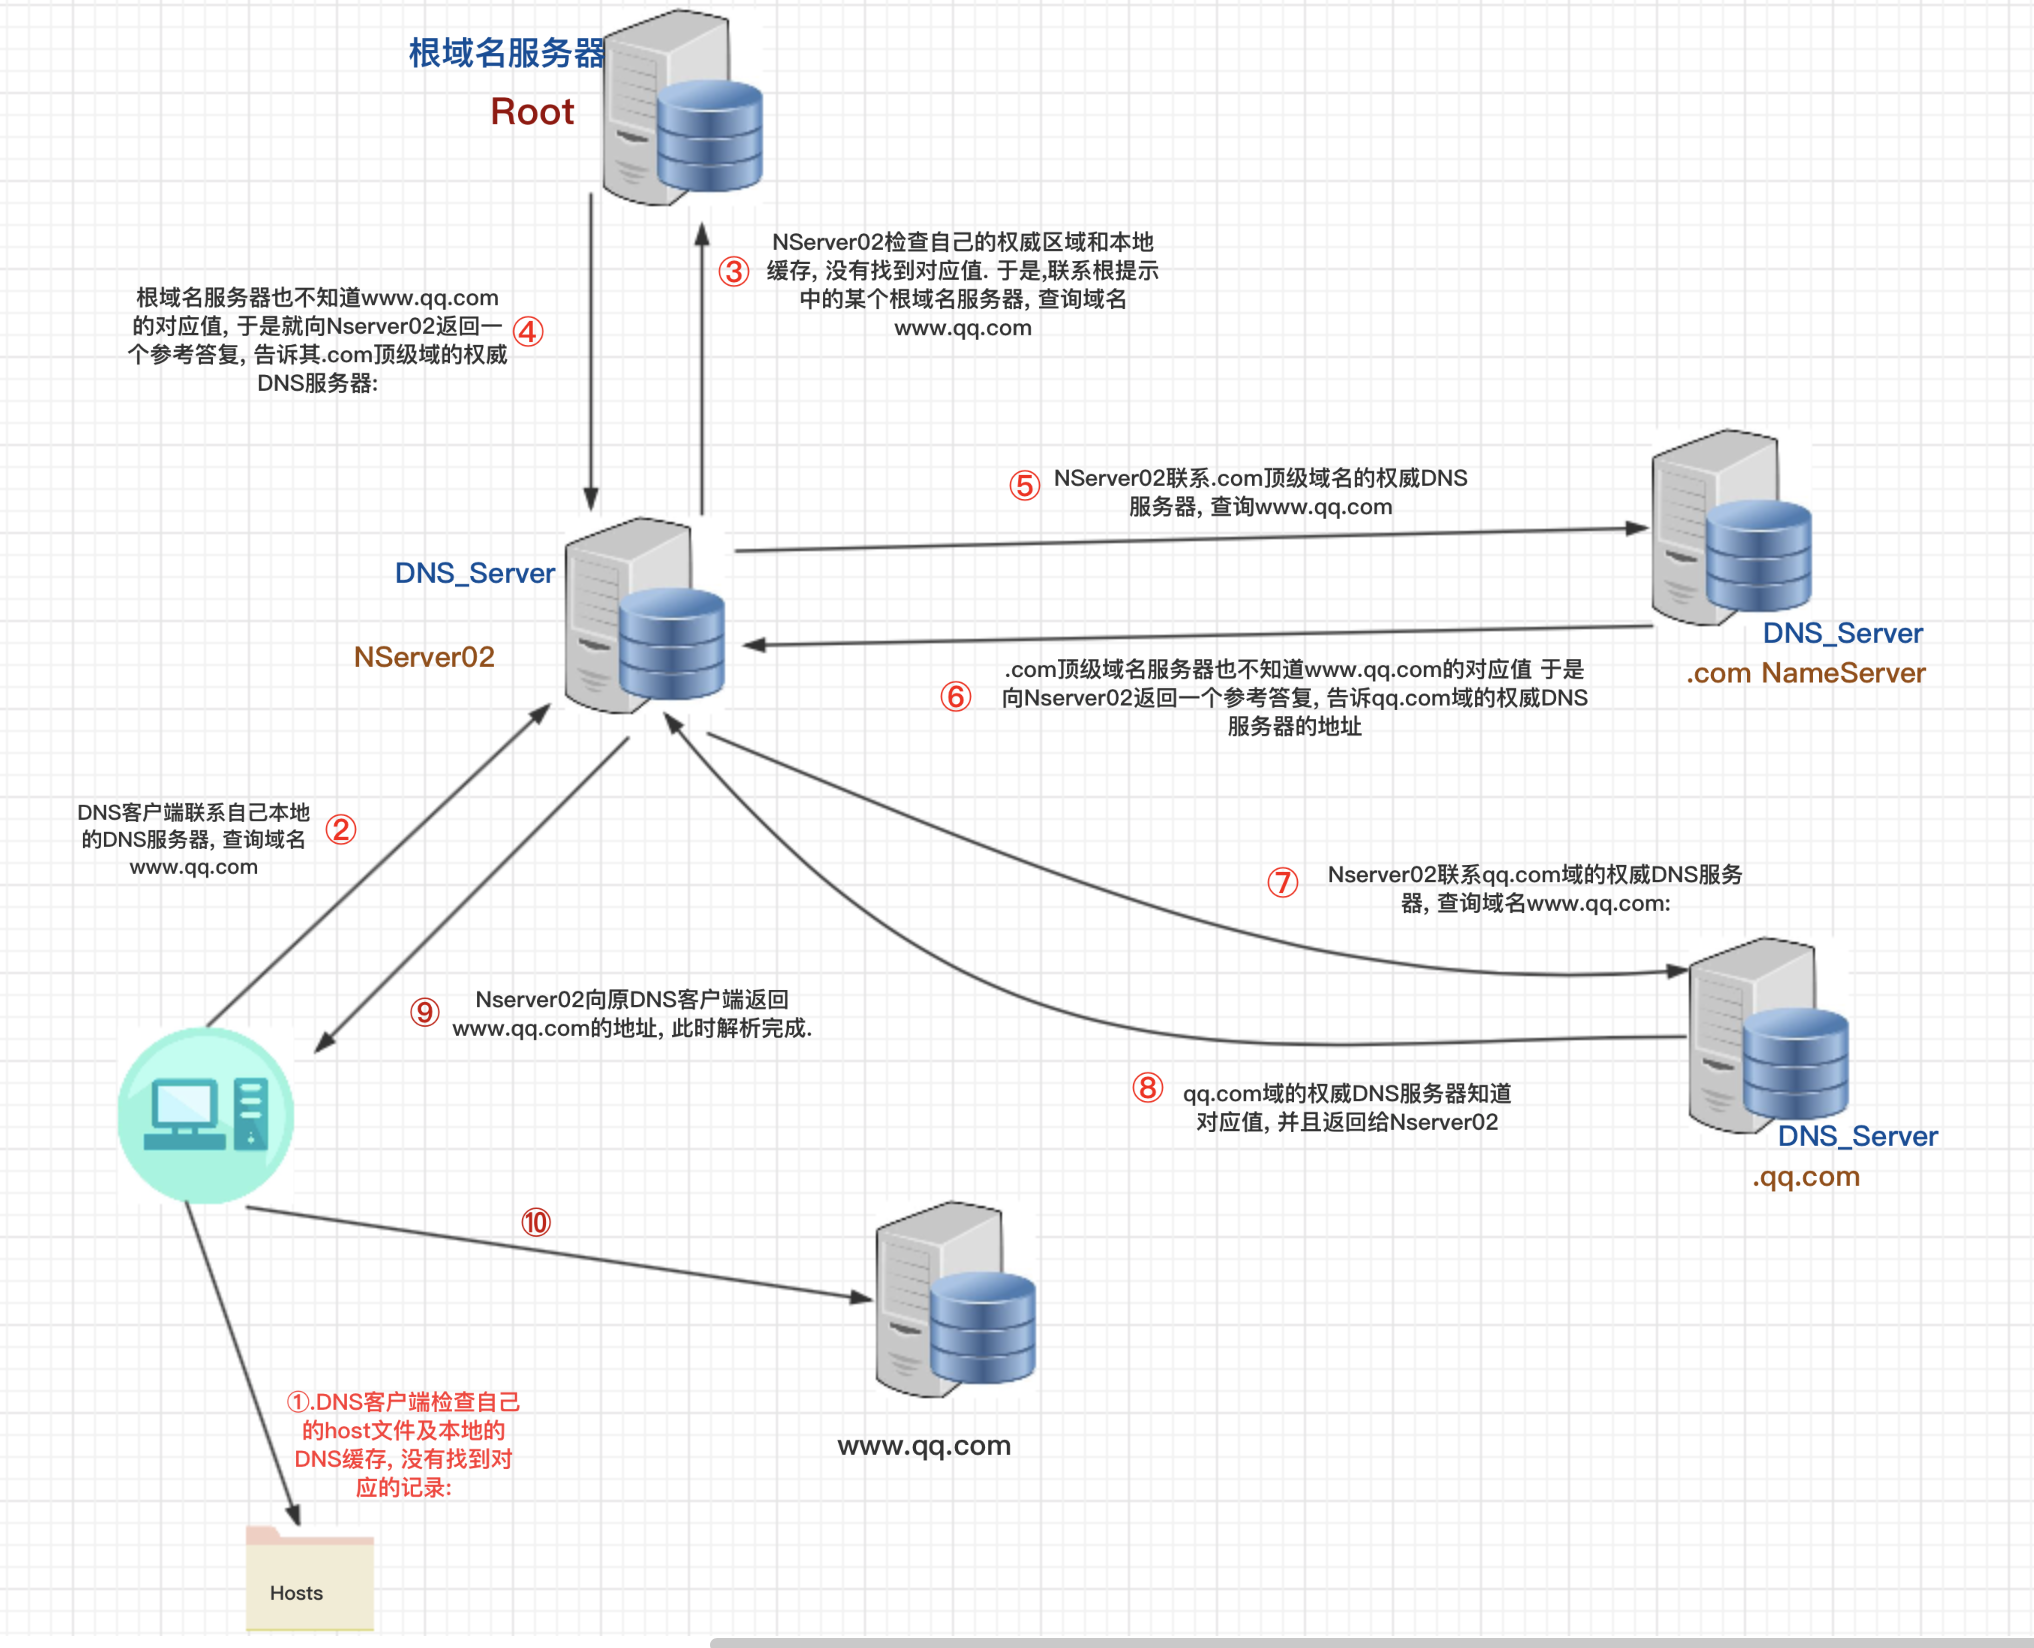 根域名服务器
Root
③
NServer02检查自己的权威区域和本地
缓存, 没有找到对应值. 于是,联系根提示
中的某个根域名服务器, 查询域名
www.qq.com
根域名服务器也不知道www.qq.com
的对应值, 于是就向Nserver02返回一
个参考答复, 告诉其.com顶级域的权威
DNS服务器:
④
⑤
NServer02联系.com顶级域名的权威DNS
服务器, 查询www.qq.com
DNS_Server
NServer02
DNS_Server
.com NameServer
⑥
.com顶级域名服务器也不知道www.qq.com的对应值 于是
向Nserver02返回一个参考答复, 告诉qq.com域的权威DNS
服务器的地址
DNS客户端联系自己本地
的DNS服务器, 查询域名
www.qq.com
②
⑦
Nserver02联系qq.com域的权威DNS服务
器, 查询域名www.qq.com:
⑨
Nserver02向原DNS客户端返回
www.qq.com的地址, 此时解析完成.
⑧
qq.com域的权威DNS服务器知道
对应值, 并且返回给Nserver02
DNS_Server
.qq.com
⑩
www.qq.com
①.DNS客户端检查自己
的host文件及本地的
DNS缓存, 没有找到对
应的记录:
Hosts